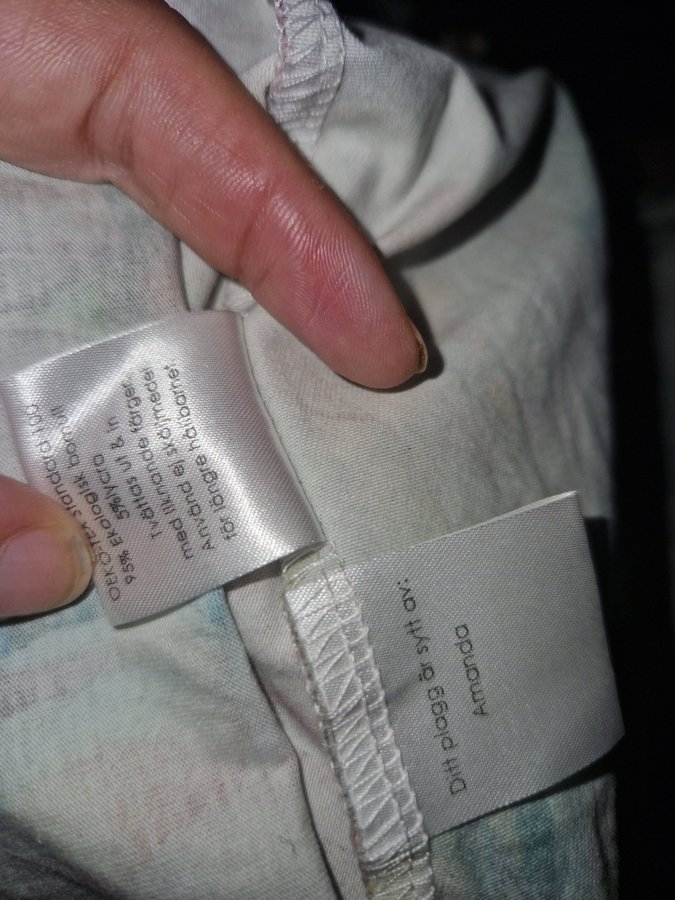 OEKO-TEX standard 100
95% Ekologisk bomull
5% lycra
Tvättas ut & in
med liknande färger.
Använd ej sköljmedel
för längre hållbarhet.
Ditt plagg är sytt av:
Amanda